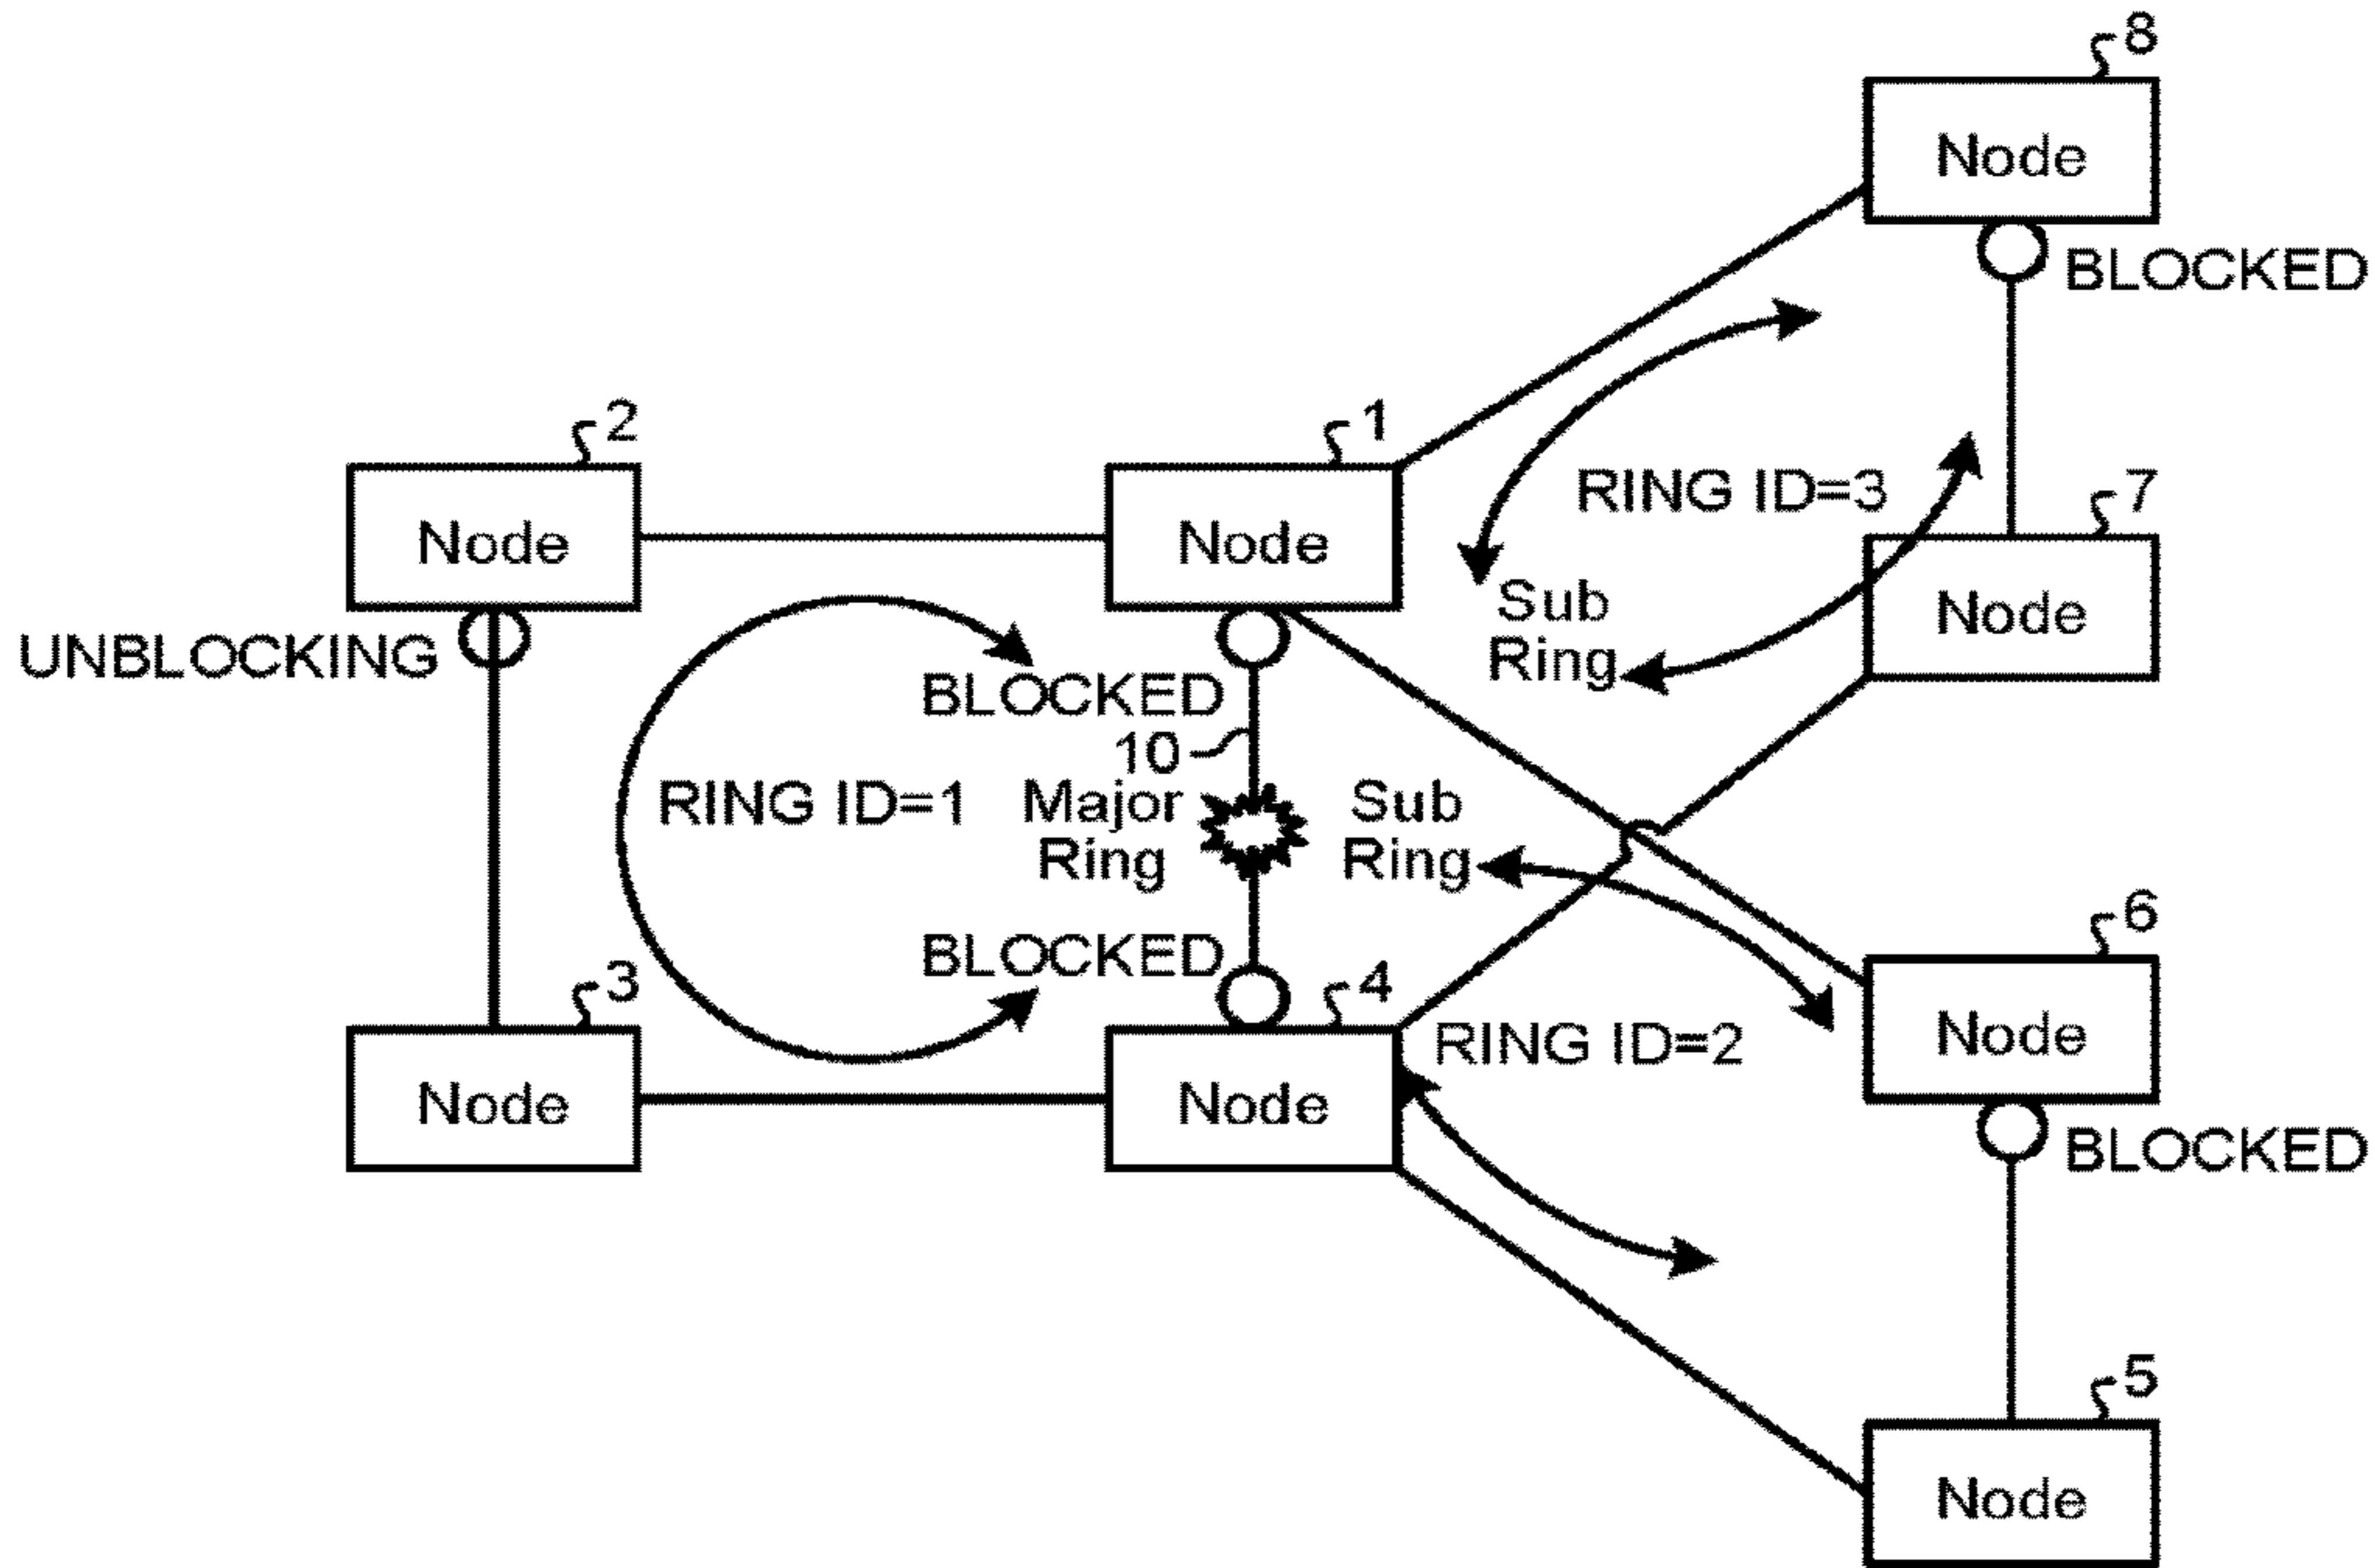 8
Node
BLOCKED
2
1
RING ID=3
7
Node
Node
Sub
Ring
Node
UNBLOCKING
BLOCKED
10
RING ID=1
Major
Ring
Sub
Ring
6
BLOCKED
3
4
RING ID=2
Node
Node
Node
BLOCKED
5
Node